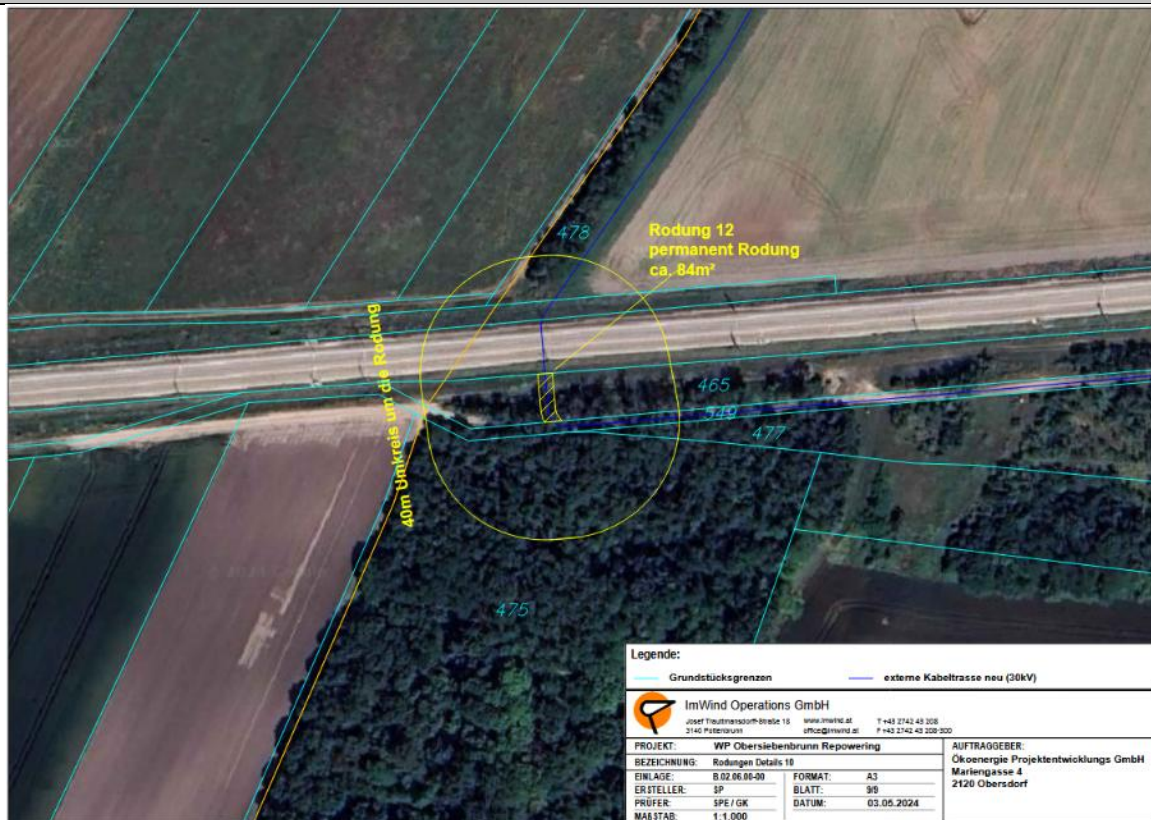 478
Rodung 12
permanent Rodung
ca. 84m²
40m Umkreis um die Rodung
465
549
477
475
Legende:
Grundstücksgrenzen
externe Kabeltrasse neu (30kV)
ImWind Operations GmbH
Josef Trautmansdorff-Straße 18 www.imwind.at T +43 2742 43 208
3140 Pottenbrunn office@imwind.at F +43 2742 43 208-300
PROJEKT: WP Obersiebenbrunn Repowering
BEZEICHNUNG: Rodungen Details 10
EINLAGE: B.02.06.00-00 FORMAT: A3
ERSTELLER: SP BLATT: 9/9
PRÜFER: SPE / GK DATUM: 03.05.2024
MAßSTAB: 1:1.000
AUFTRAGGEBER:
Ökoenergie Projektentwicklungs GmbH
Mariengasse 4
2120 Obersdorf